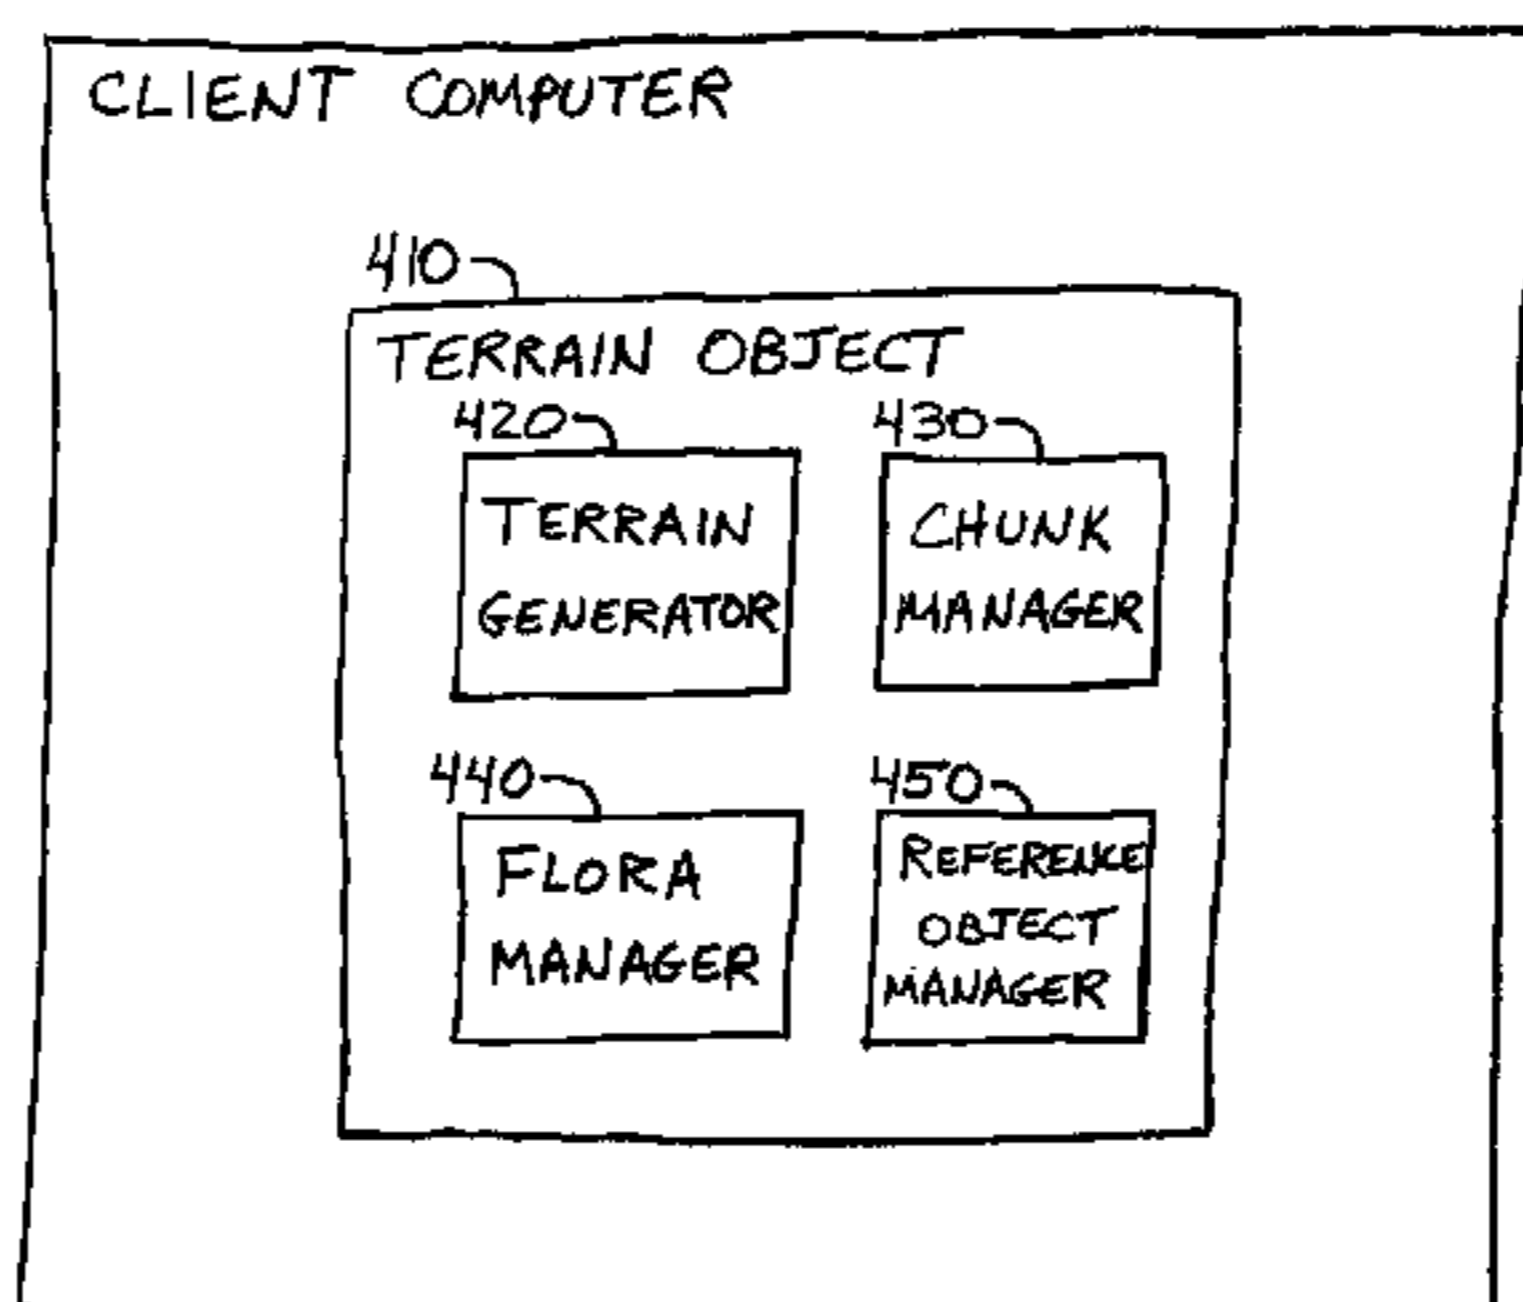 CLIENT COMPUTER
410
TERRAIN OBJECT
420
TERRAIN
GENERATOR
430
CHUNK
MANAGER
440
FLORA
MANAGER
450
REFERENCE
OBJECT
MANAGER